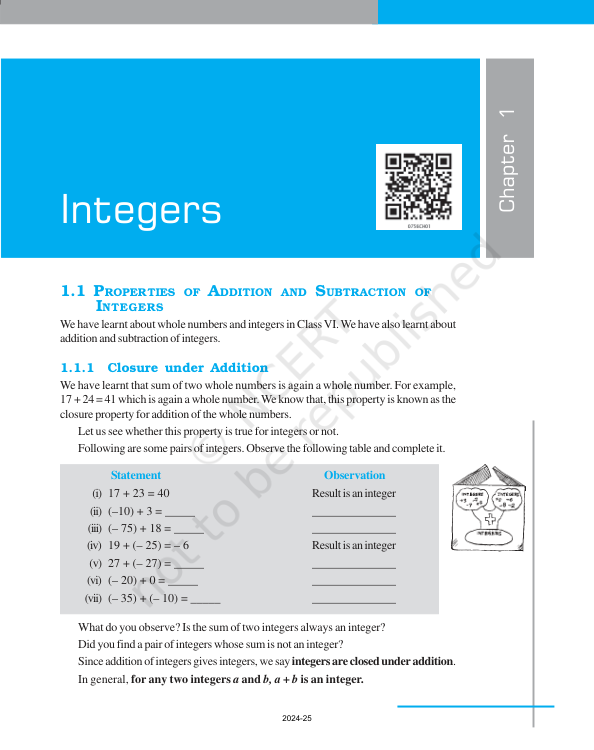 Integers
0756CH01
Chapter 1
1.1 PROPERTIES OF ADDITION AND SUBTRACTION OF
INTEGERS
We have learnt about whole numbers and integers in Class VI. We have also learnt about
addition and subtraction of integers.
1.1.1 Closure under Addition
We have learnt that sum of two whole numbers is again a whole number. For example,
17 + 24 = 41 which is again a whole number. We know that, this property is known as the
closure property for addition of the whole numbers.
Let us see whether this property is true for integers or not.
Following are some pairs of integers. Observe the following table and complete it.
Statement Observation
(i) 17 + 23 = 40 Result is an integer
(ii) (–10) + 3 = _____ _______________
(iii) (– 75) + 18 = _____ _______________
(iv) 19 + (– 25) = – 6 Result is an integer
(v) 27 + (– 27) = _____ _______________
(vi) (– 20) + 0 = _____ _______________
(vii) (– 35) + (– 10) = _____ _______________
INTEGERS INTEGERS
INTEGERS
What do you observe? Is the sum of two integers always an integer?
Did you find a pair of integers whose sum is not an integer?
Since addition of integers gives integers, we say integers are closed under addition.
In general, for any two integers a and b, a + b is an integer.
© NCERT
not to be republished
2024-25